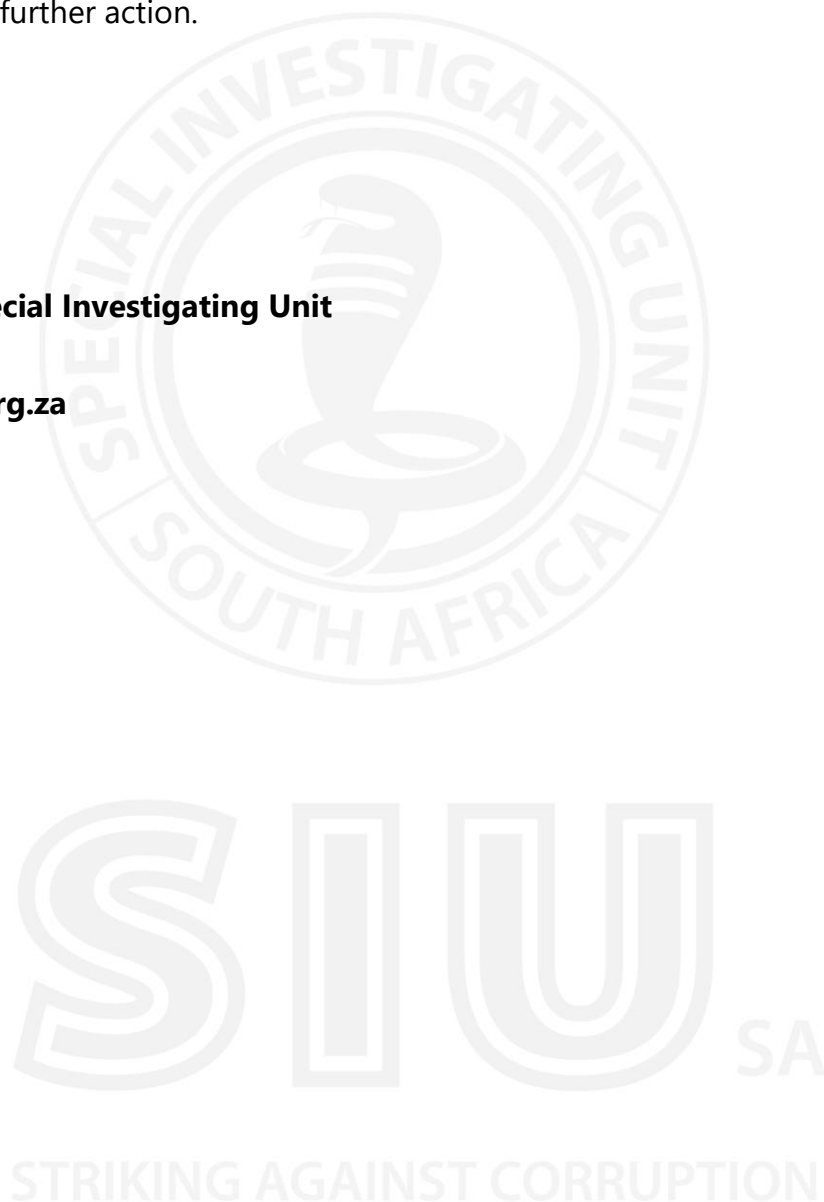 further action.
SPECIAL INVESTIGATING UNIT
SOUTH AFRICA
ecial Investigating Unit
rg.za
SIU SA
STRIKING AGAINST CORRUPTION